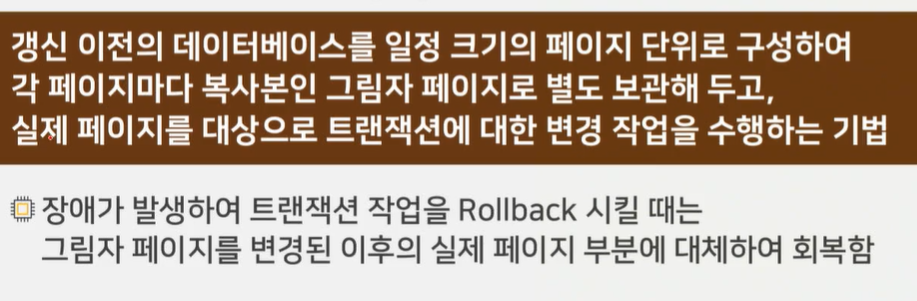 갱신 이전의 데이터베이스를 일정 크기의 페이지 단위로 구성하여
각 페이지마다 복사본인 그림자 페이지로 별도 보관해 두고,
실제 페이지를 대상으로 트랜잭션에 대한 변경 작업을 수행하는 기법
장애가 발생하여 트랜잭션 작업을 Rollback 시킬 때는
그림자 페이지를 변경된 이후의 실제 페이지 부분에 대체하여 회복함